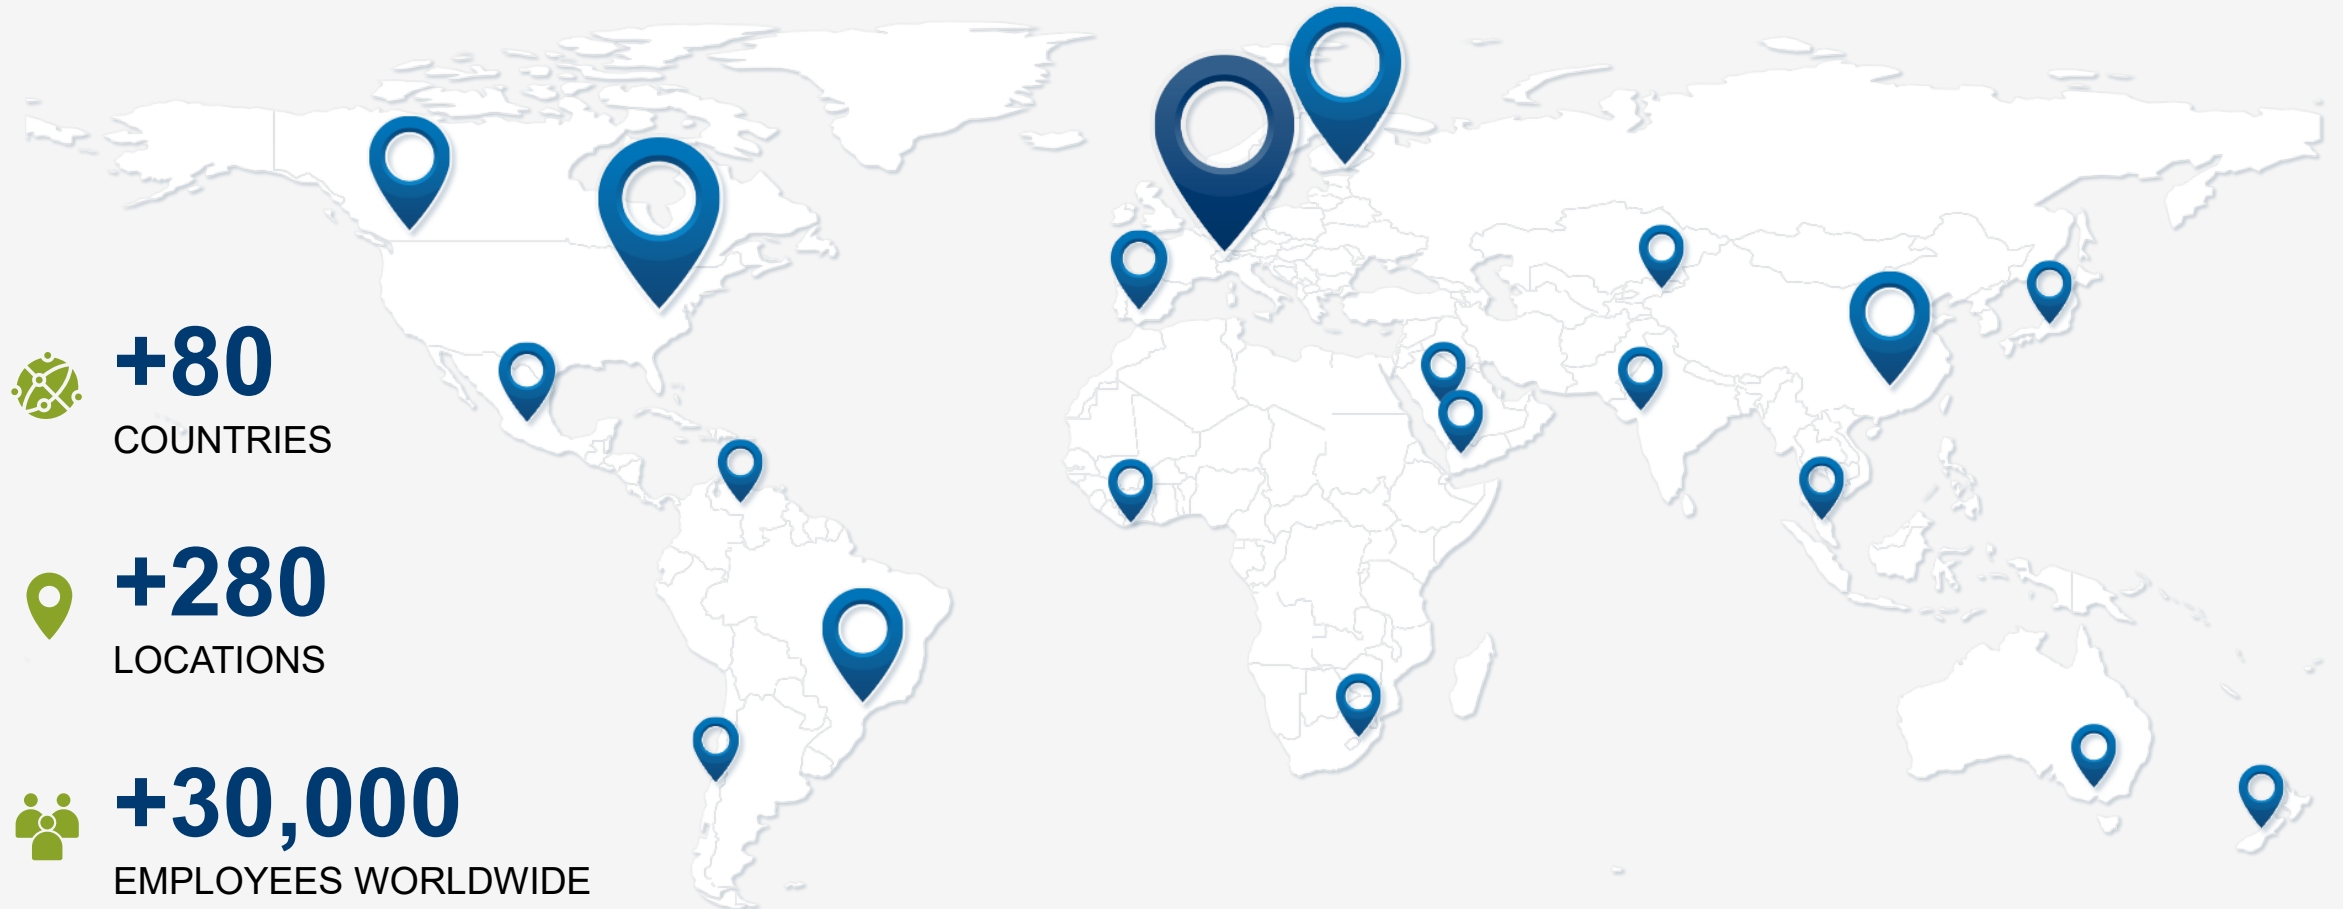 +80
COUNTRIES
+280
LOCATIONS
+30,000
EMPLOYEES WORLDWIDE